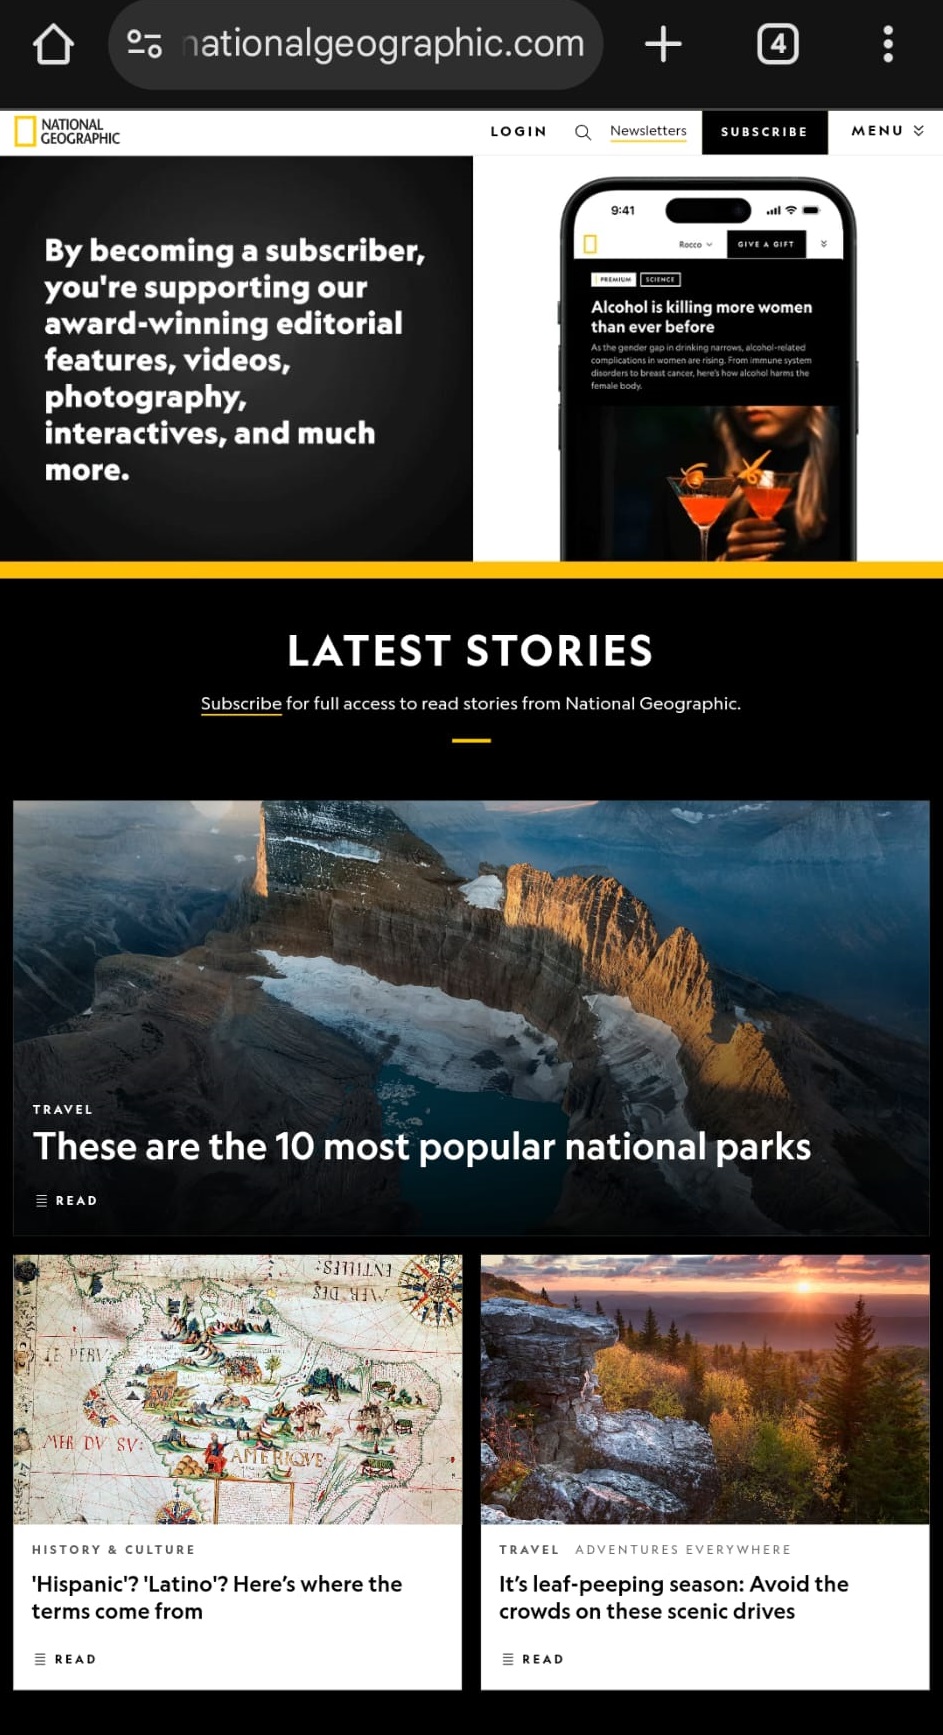 nationalgeographic.com
4
NATIONAL
GEOGRAPHIC
LOGIN
Newsletters
SUBSCRIBE
MENU
By becoming a subscriber,
you're supporting our
award-winning editorial
features, videos,
photography,
interactives, and much
more.
9:41
Rocco
GIVE A GIFT
PREMIUM
SCIENCE
Alcohol is killing more women
than ever before
As the gender gap in drinking narrows, alcohol-related
complications in women are rising. From immune system
disorders to breast cancer, here's how alcohol harms the
female body.
LATEST STORIES
Subscribe for full access to read stories from National Geographic.
TRAVEL
These are the 10 most popular national parks
READ
MER DES
ENTILLES
LE PERV
MER DV SV:
AMERIQVE
HISTORY & CULTURE
'Hispanic'? 'Latino'? Here’s where the
terms come from
READ
TRAVEL ADVENTURES EVERYWHERE
It’s leaf-peeping season: Avoid the
crowds on these scenic drives
READ